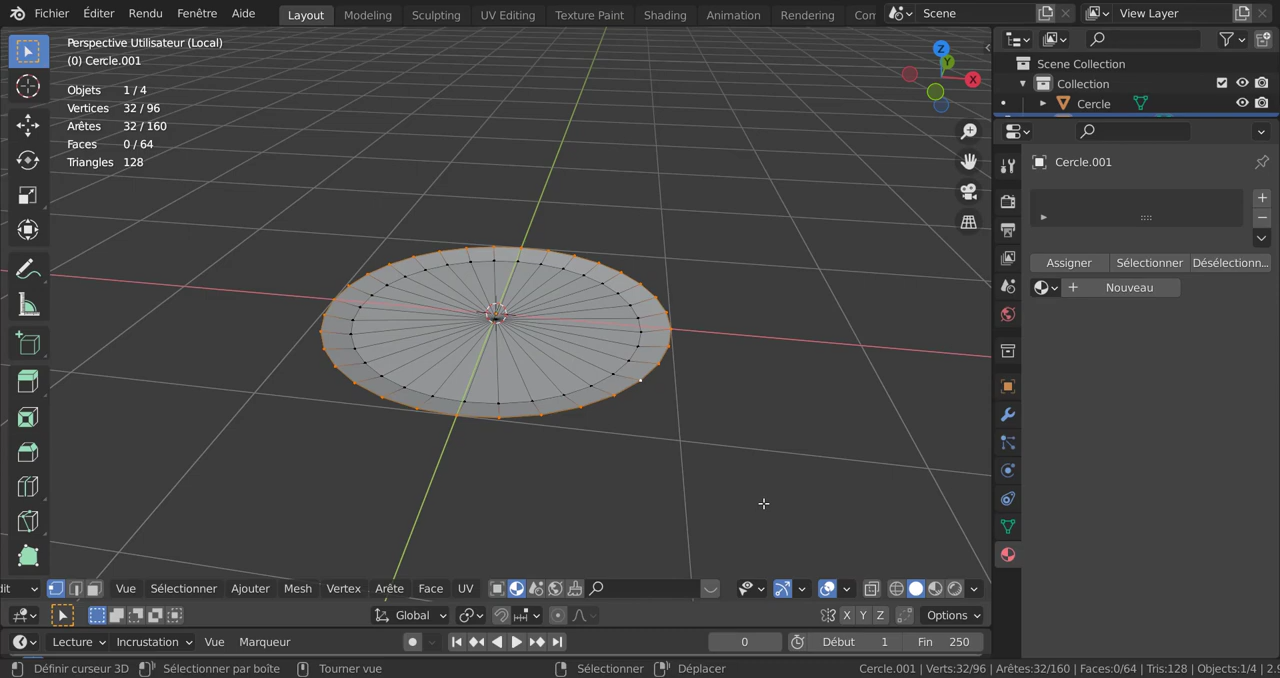 Fichier Éditer Rendu Fenêtre Aide Layout Modeling Sculpting UV Editing Texture Paint Shading Animation Rendering Com Scene View Layer
Perspective Utilisateur (Local)
(0) Cercle.001
Objets 1 / 4
Vertices 32 / 96
Arêtes 32 / 160
Faces 0 / 64
Triangles 128
Z
Y
X
Scene Collection
Collection
Cercle
Cercle.001
Assigner Sélectionner Désélectionn...
Nouveau
dit Vue Sélectionner Ajouter Mesh Vertex Arête Face UV
Global X Y Z Options
Lecture Incrustation Vue Marqueur 0 Début 1 Fin 250
Définir curseur 3D Sélectionner par boîte Tourner vue Sélectionner Déplacer Cercle.001 | Verts:32/96 | Arêtes:32/160 | Faces:0/64 | Tris:128 | Objects:1/4 | 2.9